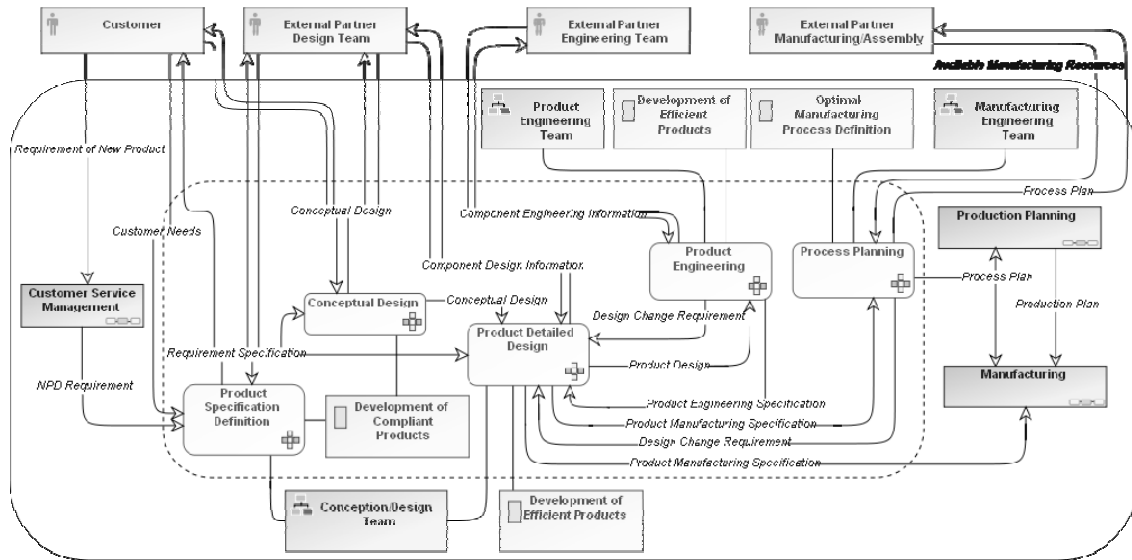 Customer
External Partner
Design Team
External Partner
Engineering Team
External Partner
Manufacturing/Assembly
Available Manufacturing Resources
Product
Engineering
Team
Development of
Efficient
Products
Optimal
Manufacturing
Process Definition
Manufacturing
Engineering
Team
Requirement of New Product
Process Plan
Conceptual Design
Component Engineering Information
Production Planning
Customer Needs
Product
Engineering
Process Planning
Component Design Information
Process Plan
Customer Service
Management
Conceptual Design
Conceptual Design
Production Plan
Design Change Requirement
Product Detailed
Design
Requirement Specification
Product Design
NPD Requirement
Manufacturing
Product
Specification
Definition
Development of
Compliant
Products
Product Engineering Specification
Product Manufacturing Specification
Design Change Requirement
Product Manufacturing Specification
Conception/Design
Team
Development of
Efficient Products